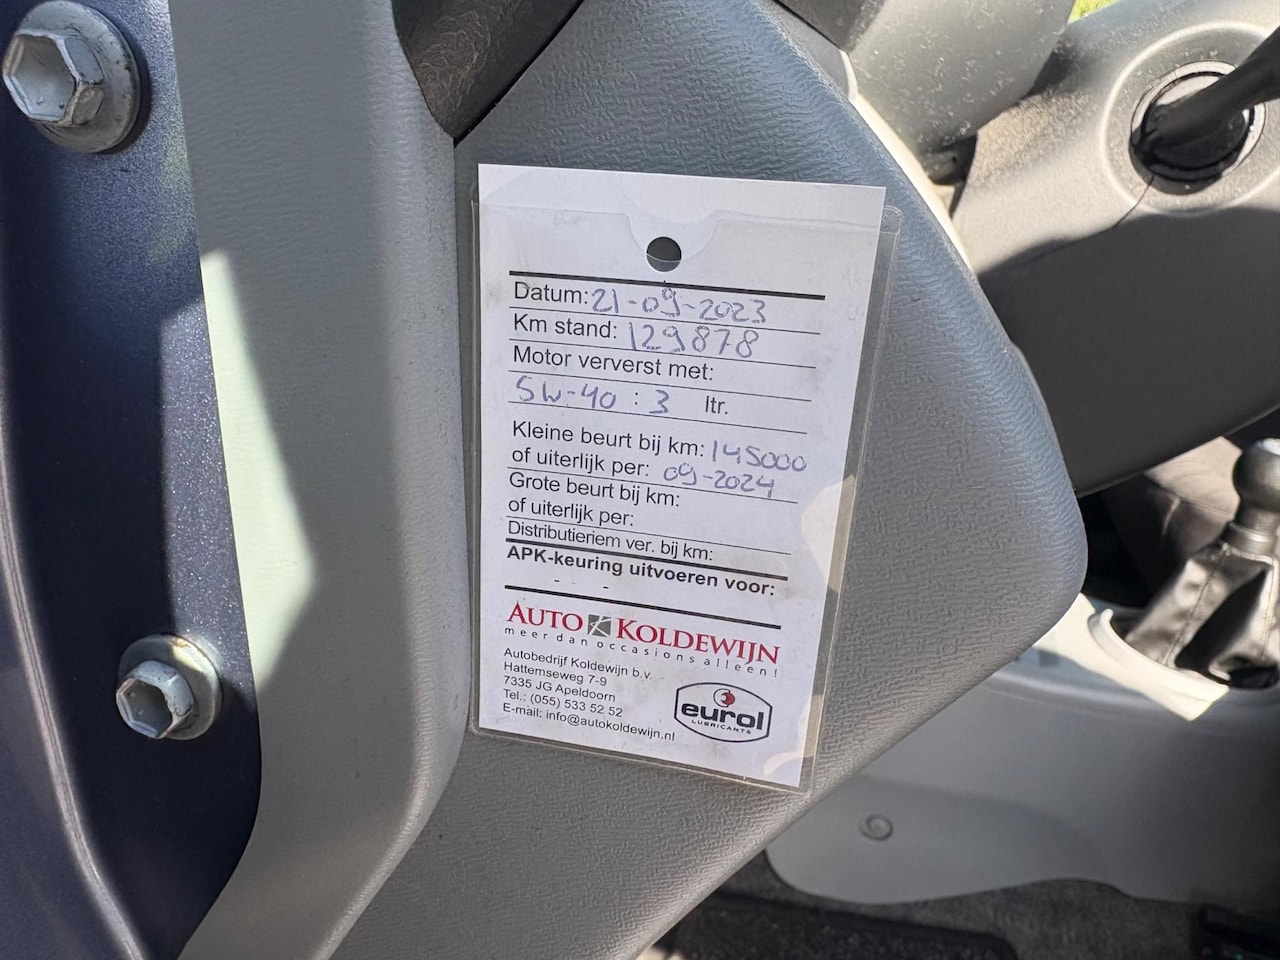 Datum: 21-09-2023
Km stand: 129878
Motor ververst met:
5W-40 : 3 ltr.
Kleine beurt bij km: 145000
of uiterlijk per: 09-2024
Grote beurt bij km:
of uiterlijk per:
Distributieriem ver. bij km:
APK-keuring uitvoeren voor:
- -
AUTO K KOLDEWIJN
meer dan occasions alleen!
Autobedrijf Koldewijn b.v.
Hattemseweg 7-9
7335 JG Apeldoorn
Tel.: (055) 533 52 52
E-mail: info@autokoldewijn.nl
eurol
LUBRICANTS